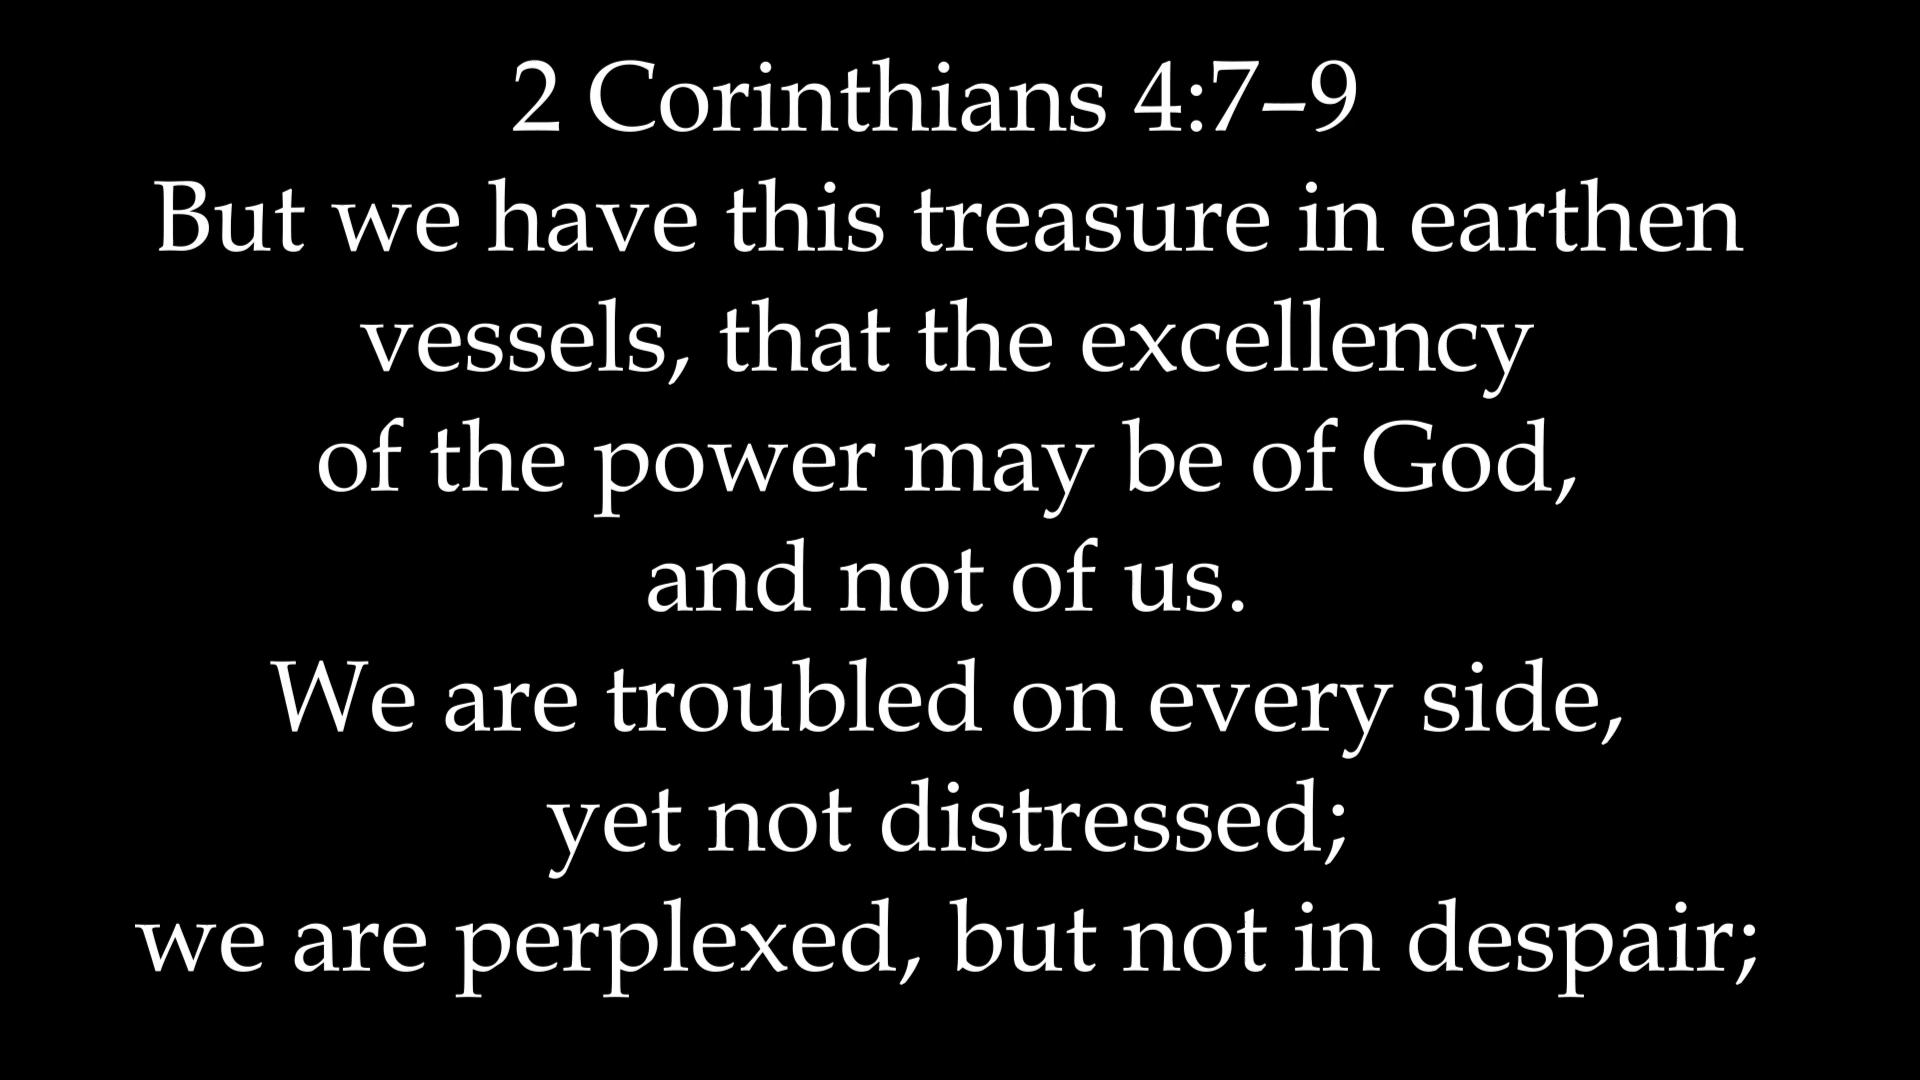 2 Corinthians 4:7–9
But we have this treasure in earthen
vessels, that the excellency
of the power may be of God,
and not of us.
We are troubled on every side,
yet not distressed;
we are perplexed, but not in despair;